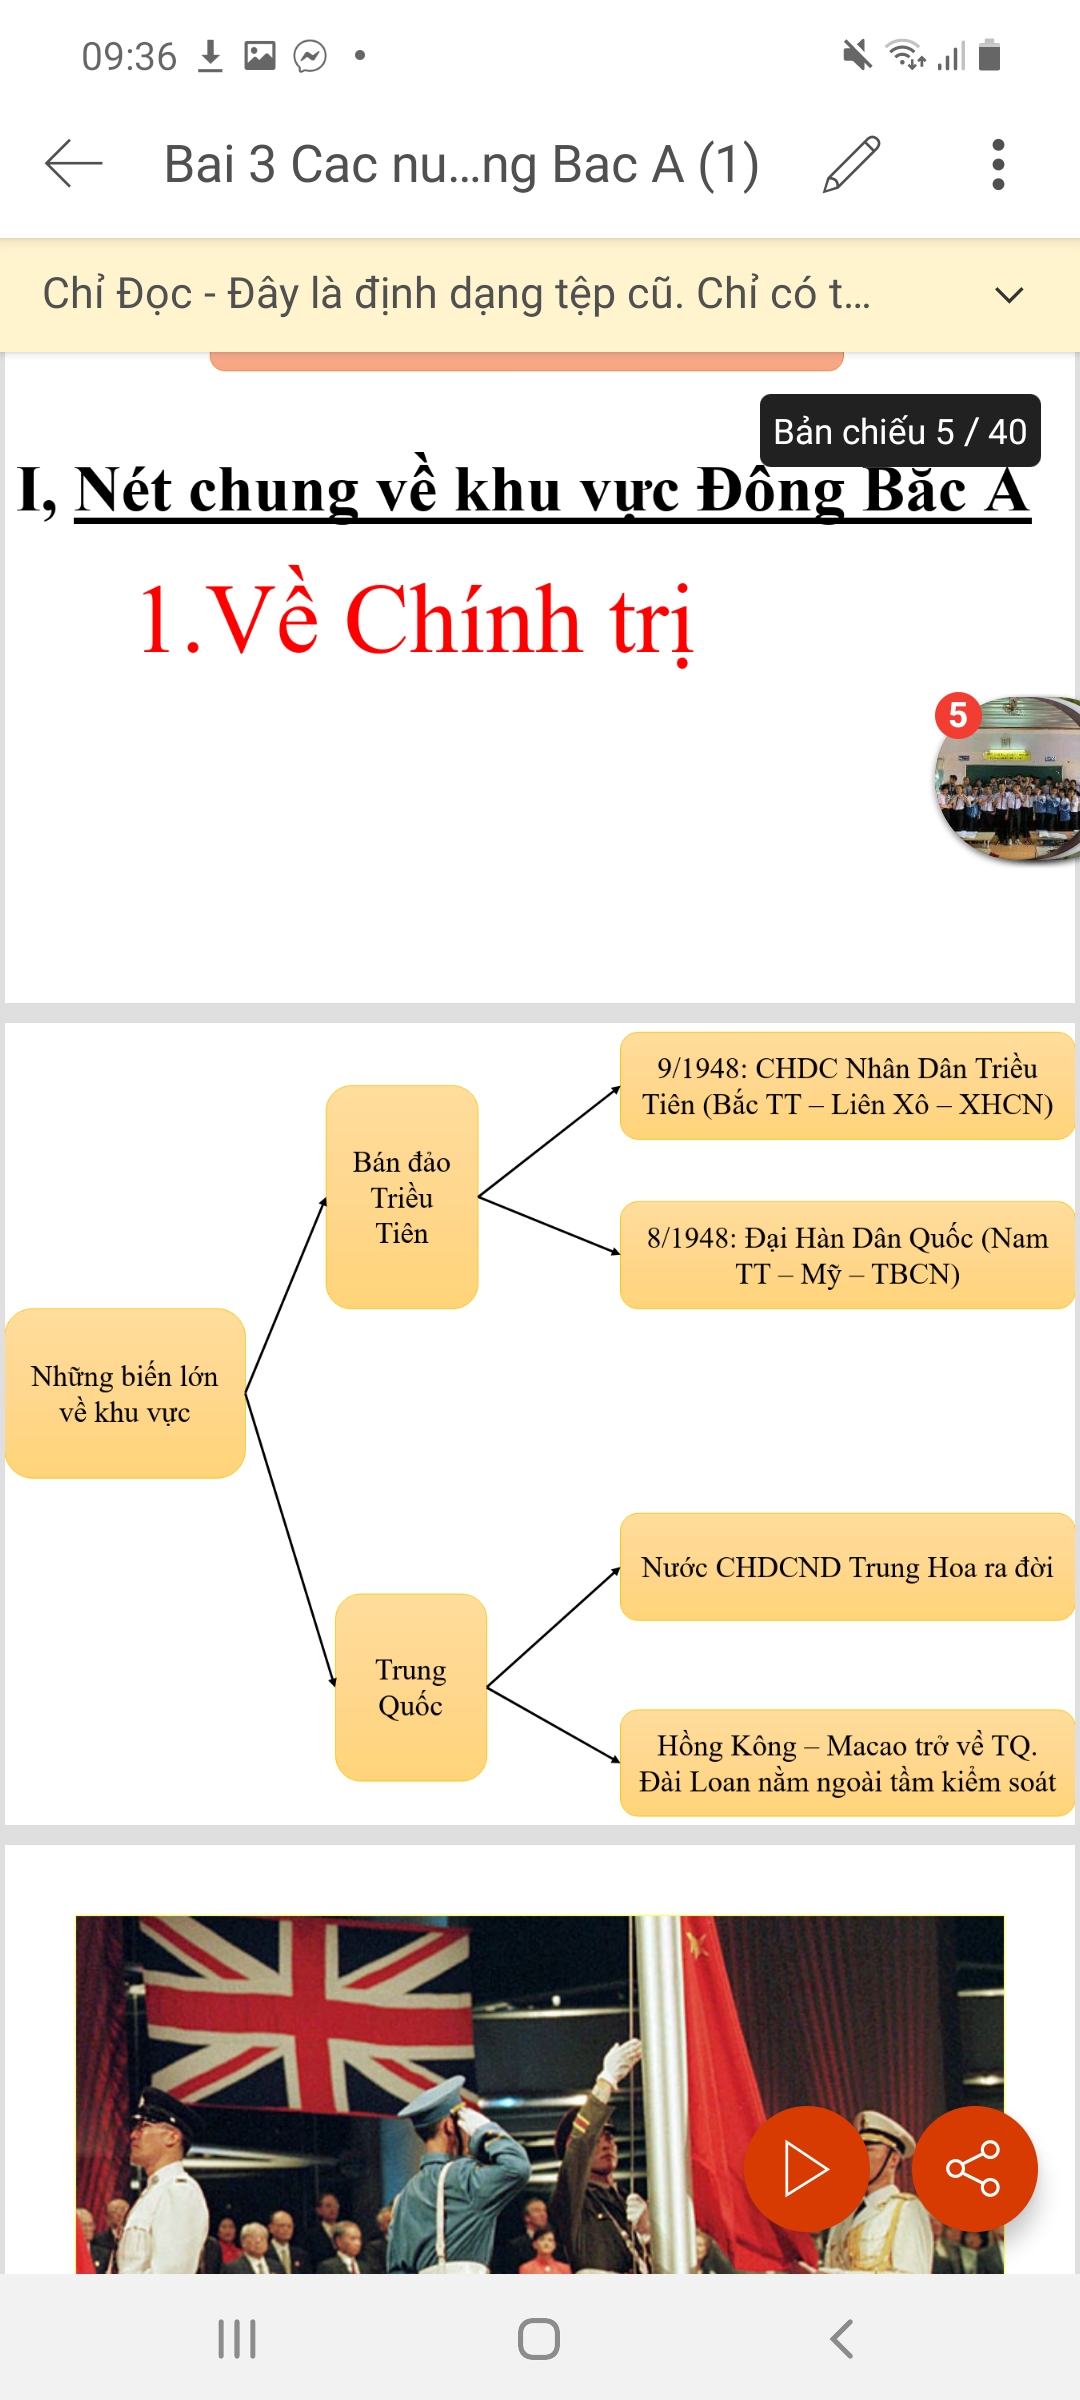 09:36
Bai 3 Cac nu...ng Bac A (1)
Chỉ Đọc - Đây là định dạng tệp cũ. Chỉ có t...
Bản chiếu 5 / 40
I, Nét chung về khu vực Đông Bắc A
1.Về Chính trị
5
9/1948: CHDC Nhân Dân Triều
Tiên (Bắc TT – Liên Xô – XHCN)
Bán đảo
Triều
Tiên
8/1948: Đại Hàn Dân Quốc (Nam
TT – Mỹ – TBCN)
Những biến lớn
về khu vực
Nước CHDCND Trung Hoa ra đời
Trung
Quốc
Hồng Kông – Macao trở về TQ.
Đài Loan nằm ngoài tầm kiểm soát